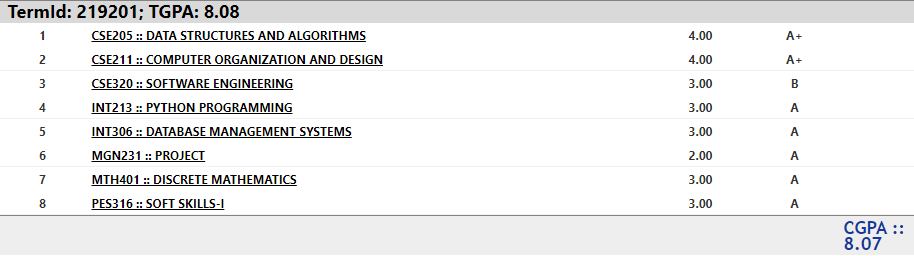 TermId: 219201; TGPA: 8.08
1 CSE205 :: DATA STRUCTURES AND ALGORITHMS 4.00 A+
2 CSE211 :: COMPUTER ORGANIZATION AND DESIGN 4.00 A+
3 CSE320 :: SOFTWARE ENGINEERING 3.00 B
4 INT213 :: PYTHON PROGRAMMING 3.00 A
5 INT306 :: DATABASE MANAGEMENT SYSTEMS 3.00 A
6 MGN231 :: PROJECT 2.00 A
7 MTH401 :: DISCRETE MATHEMATICS 3.00 A
8 PES316 :: SOFT SKILLS-I 3.00 A
CGPA ::
8.07